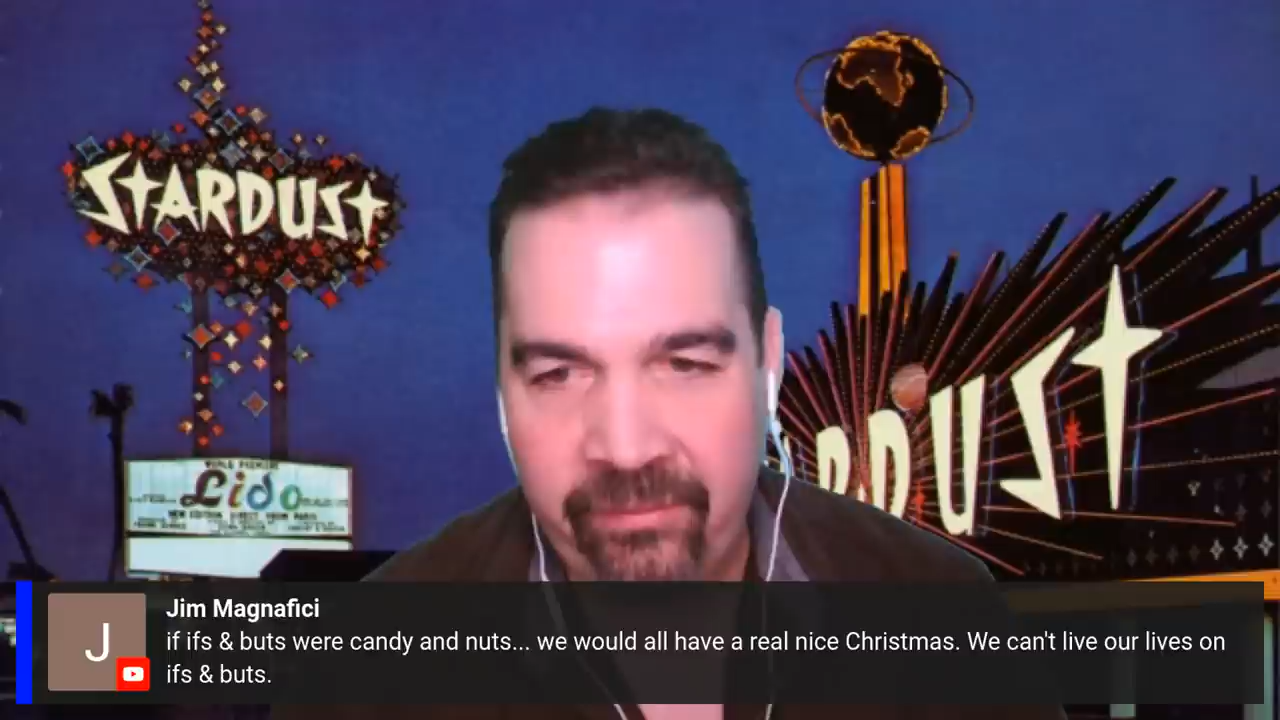 STARDUST
Lido
RDUST
J
Jim Magnafici
if ifs & buts were candy and nuts... we would all have a real nice Christmas. We can't live our lives on
ifs & buts.